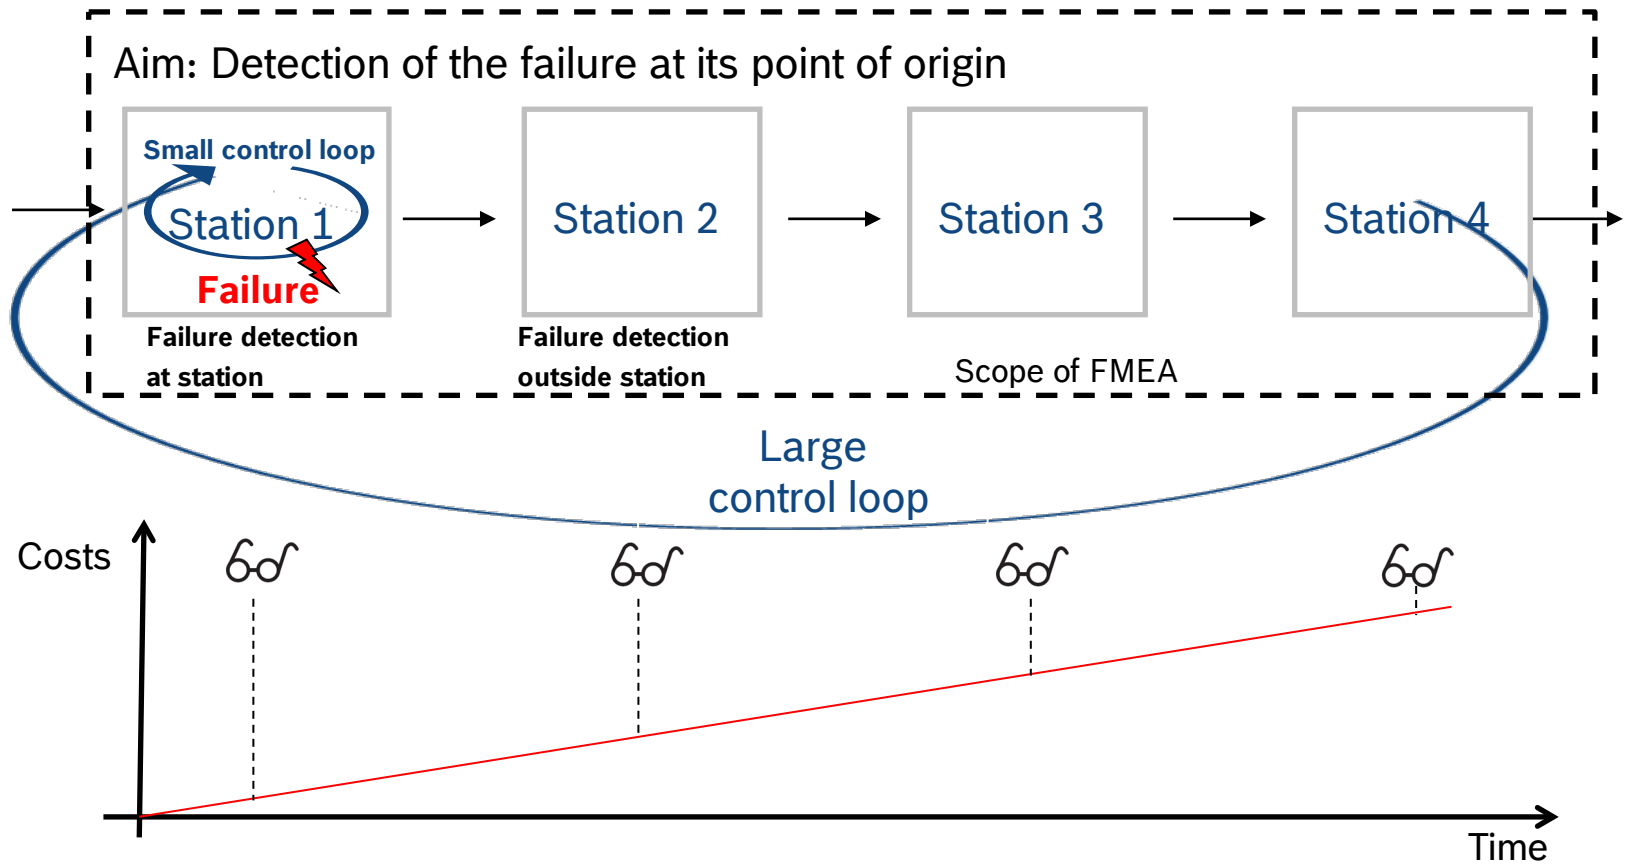 Aim: Detection of the failure at its point of origin
Small control loop
Station 1
Failure
Station 2
Station 3
Station 4
Failure detection
at station
Failure detection
outside station
Scope of FMEA
Large
control loop
Costs
Time